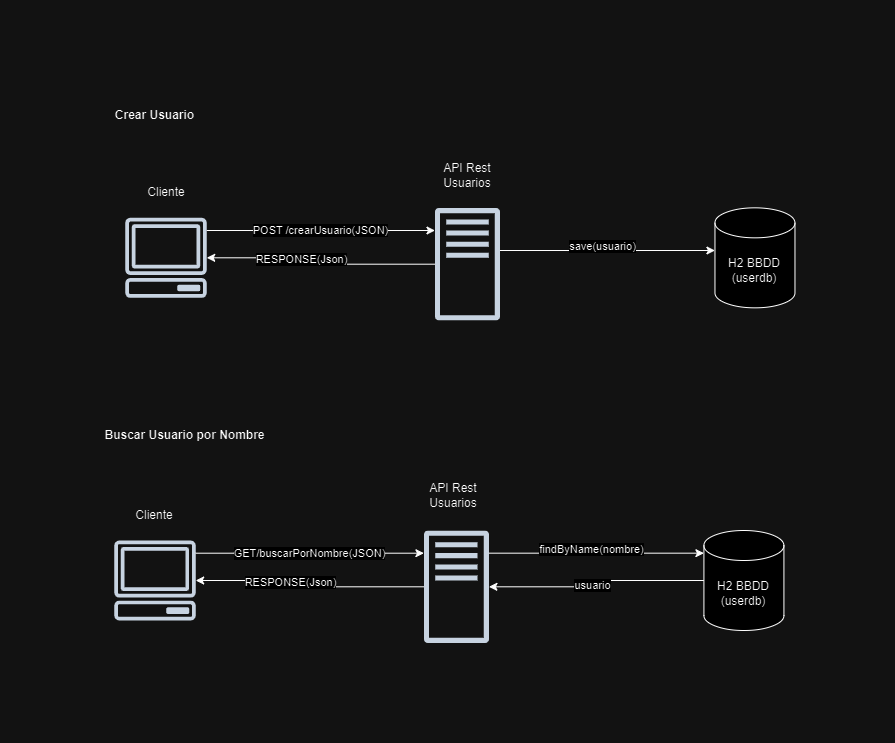 Crear Usuario
API Rest
Usuarios
Cliente
POST /crearUsuario(JSON)
save(usuario)
RESPONSE(Json)
H2 BBDD
(userdb)
Buscar Usuario por Nombre
API Rest
Usuarios
Cliente
GET/buscarPorNombre(JSON)
findByName(nombre)
RESPONSE(Json)
usuario
H2 BBDD
(userdb)